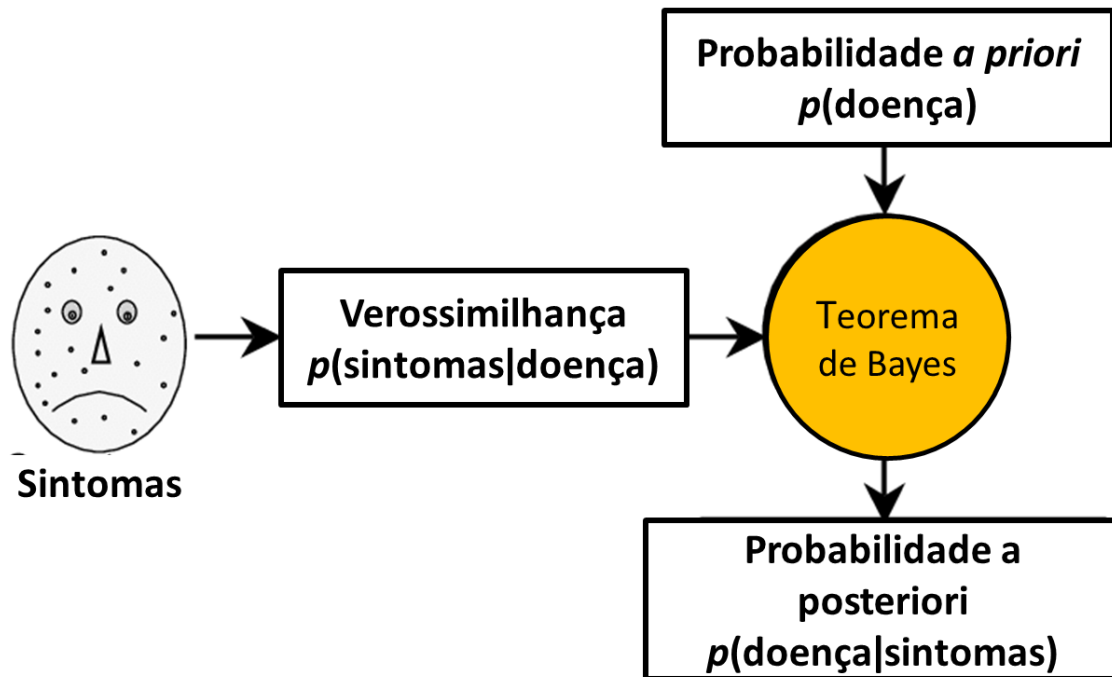 Probabilidade a priori
p(doença)
Verossimilhança
p(sintomas|doença)
Teorema
de Bayes
Sintomas
Probabilidade a
posteriori
p(doença|sintomas)